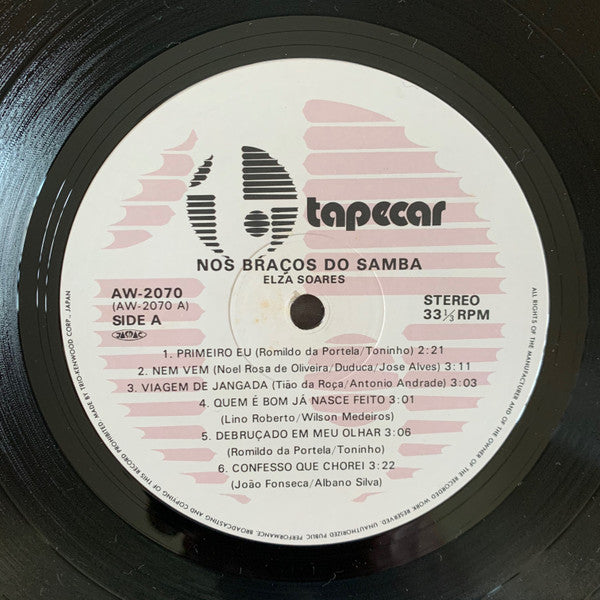 tapecar
NOS BRAÇOS DO SAMBA
ELZA SOARES
AW-2070
(AW-2070 A)
SIDE A
JASRAC
STEREO
33⅓ RPM
1. PRIMEIRO EU (Romildo da Portela/Toninho) 2:21
2. NEM VEM (Noel Rosa de Oliveira/Duduca/Jose Alves) 3:11
3. VIAGEM DE JANGADA (Tião da Roça/Antonio Andrade) 3:03
4. QUEM É BOM JÁ NASCE FEITO 3:01
(Lino Roberto/Wilson Medeiros)
5. DEBRUÇADO EM MEU OLHAR 3:06
(Romildo da Portela/Toninho)
6. CONFESSO QUE CHOREI 3:22
(João Fonseca/Albano Silva)
ALL RIGHTS OF THE MANUFACTURER AND OF THE OWNER OF THE RECORDED WORK RESERVED. UNAUTHORIZED PUBLIC PERFORMANCE, BROADCASTING AND COPYING OF THIS RECORD PROHIBITED. MADE BY TRIO-KENWOOD CORP., JAPAN